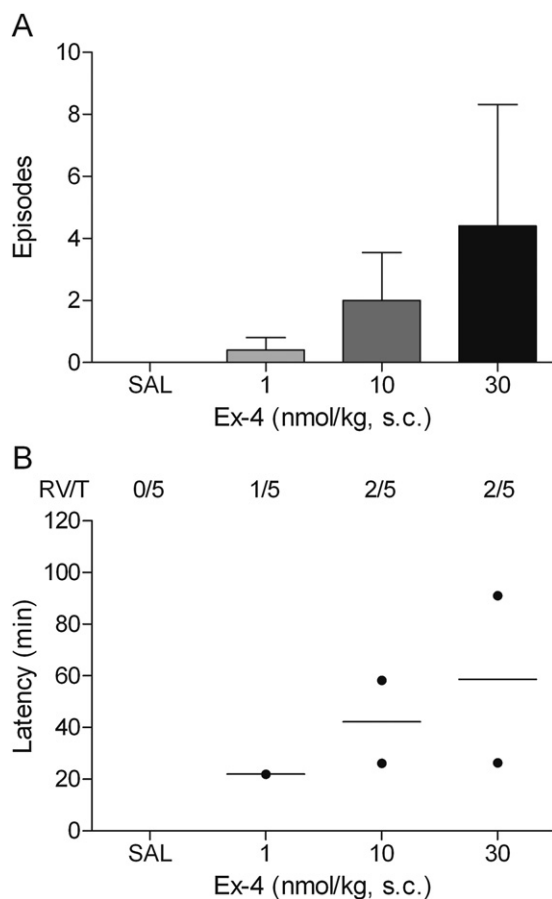 A
10
8
6
4
2
0
Episodes
SAL 1 10 30
Ex-4 (nmol/kg, s.c.)
B
RV/T 0/5 1/5 2/5 2/5
120
100
80
60
40
20
0
Latency (min)
SAL 1 10 30
Ex-4 (nmol/kg, s.c.)